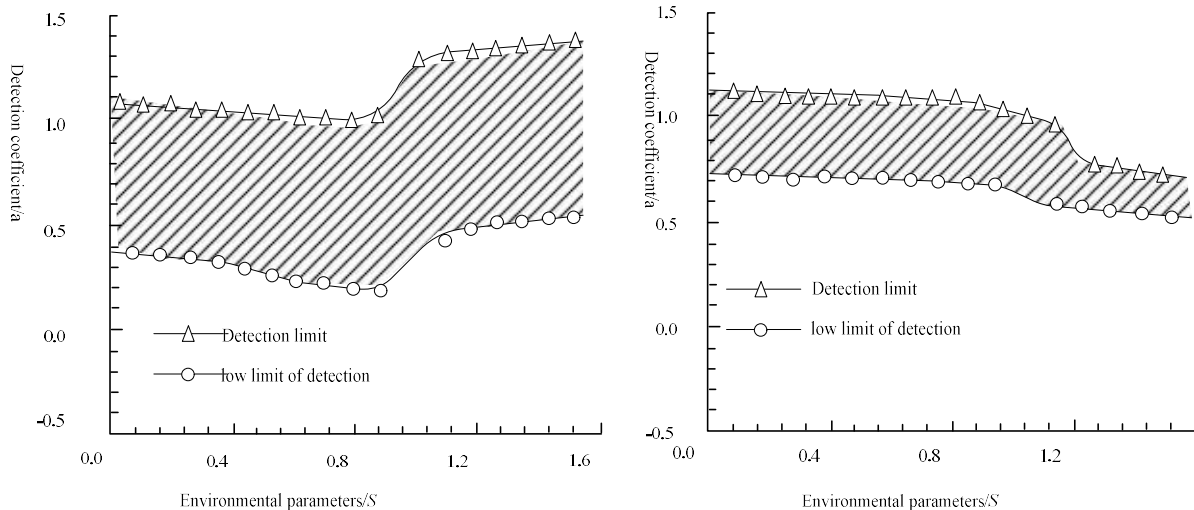 1.5
1.0
0.5
0.0
-0.5
Detection coefficient/a
Detection limit
low limit of detection
0.0
0.4
0.8
1.2
1.6
Environmental parameters/S
1.5
1.0
0.5
0.0
-0.5
Detection coefficient/a
Detection limit
low limit of detection
0.0
0.4
0.8
1.2
Environmental parameters/S